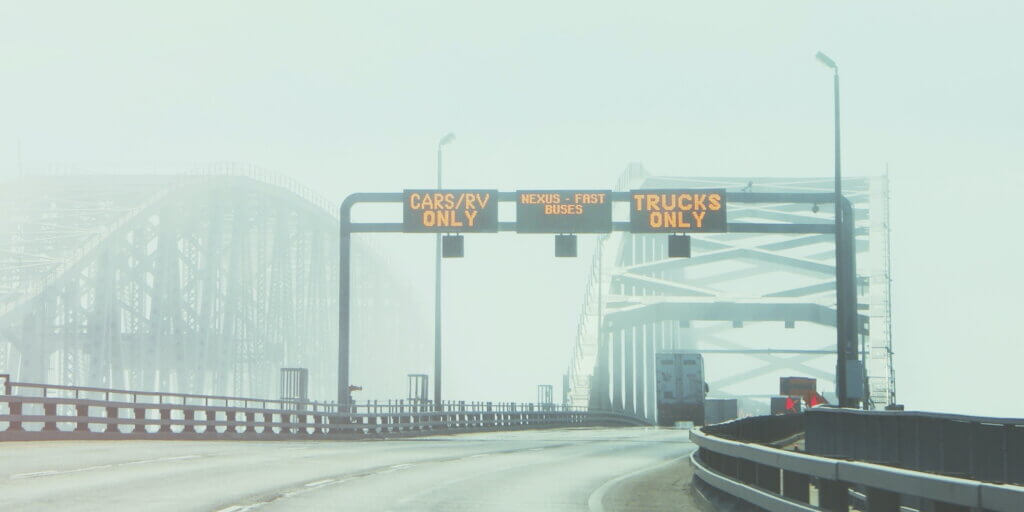 CARS/RV
ONLY
NEXUS - FAST
BUSES
TRUCKS
ONLY